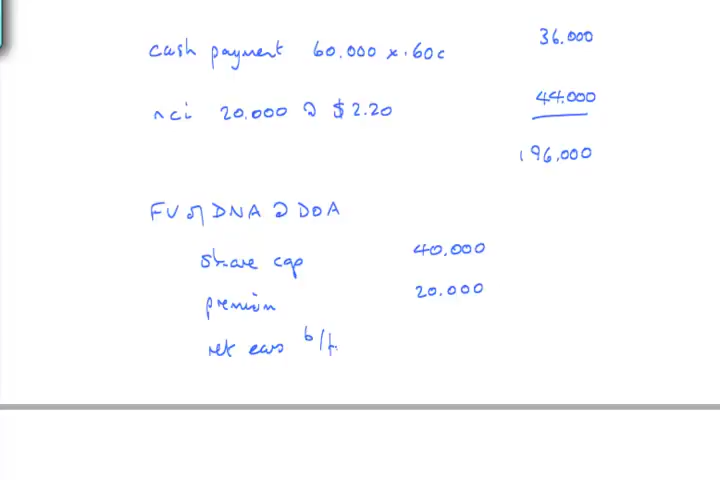 cash payment 60.000 x .60c 36.000
nci 20.000 @ $2.20 44.000
196,000
FV of DNA @ DOA
share cap 40.000
premium 20.000
ret ears b/f